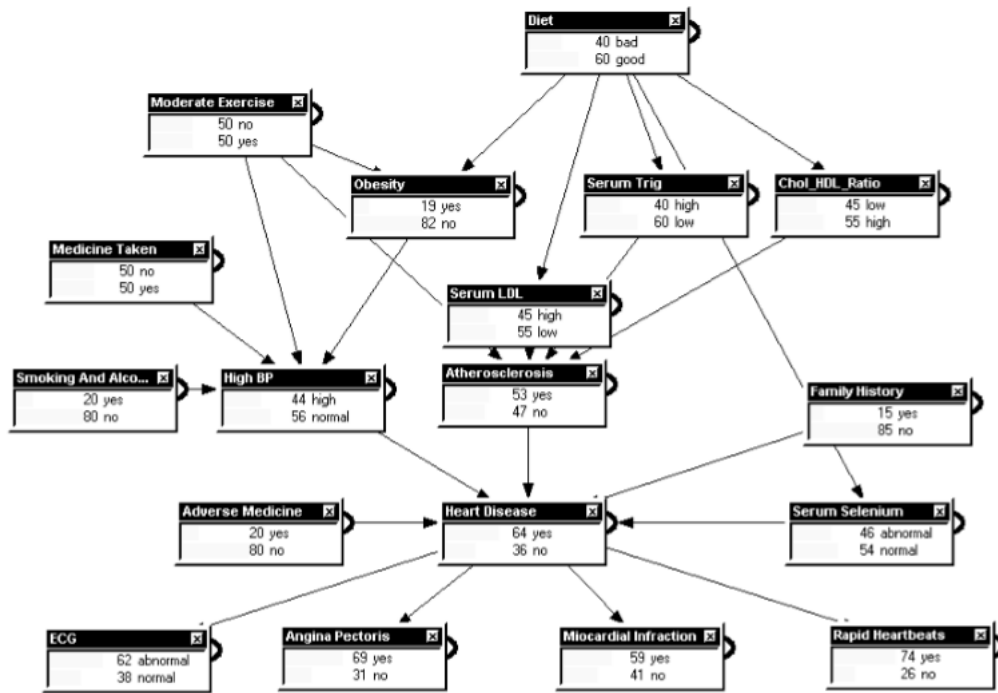 Diet
40 bad
60 good
Moderate Exercise
50 no
50 yes
Obesity
19 yes
82 no
Serum Trig
40 high
60 low
Chol_HDL_Ratio
45 low
55 high
Medicine Taken
50 no
50 yes
Serum LDL
45 high
55 low
Smoking And Alco...
20 yes
80 no
High BP
44 high
56 normal
Atherosclerosis
53 yes
47 no
Family History
15 yes
85 no
Adverse Medicine
20 yes
80 no
Heart Disease
64 yes
36 no
Serum Selenium
46 abnormal
54 normal
ECG
62 abnormal
38 normal
Angina Pectoris
69 yes
31 no
Miocardial Infraction
59 yes
41 no
Rapid Heartbeats
74 yes
26 no